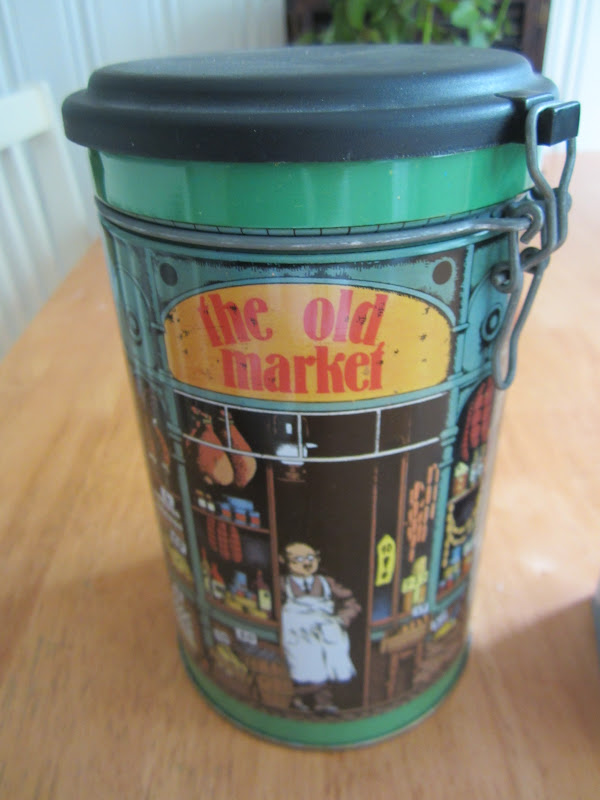 the old
market